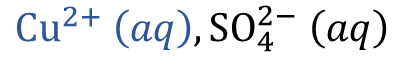 Cu²⁺ (aq), SO₄²⁻ (aq)